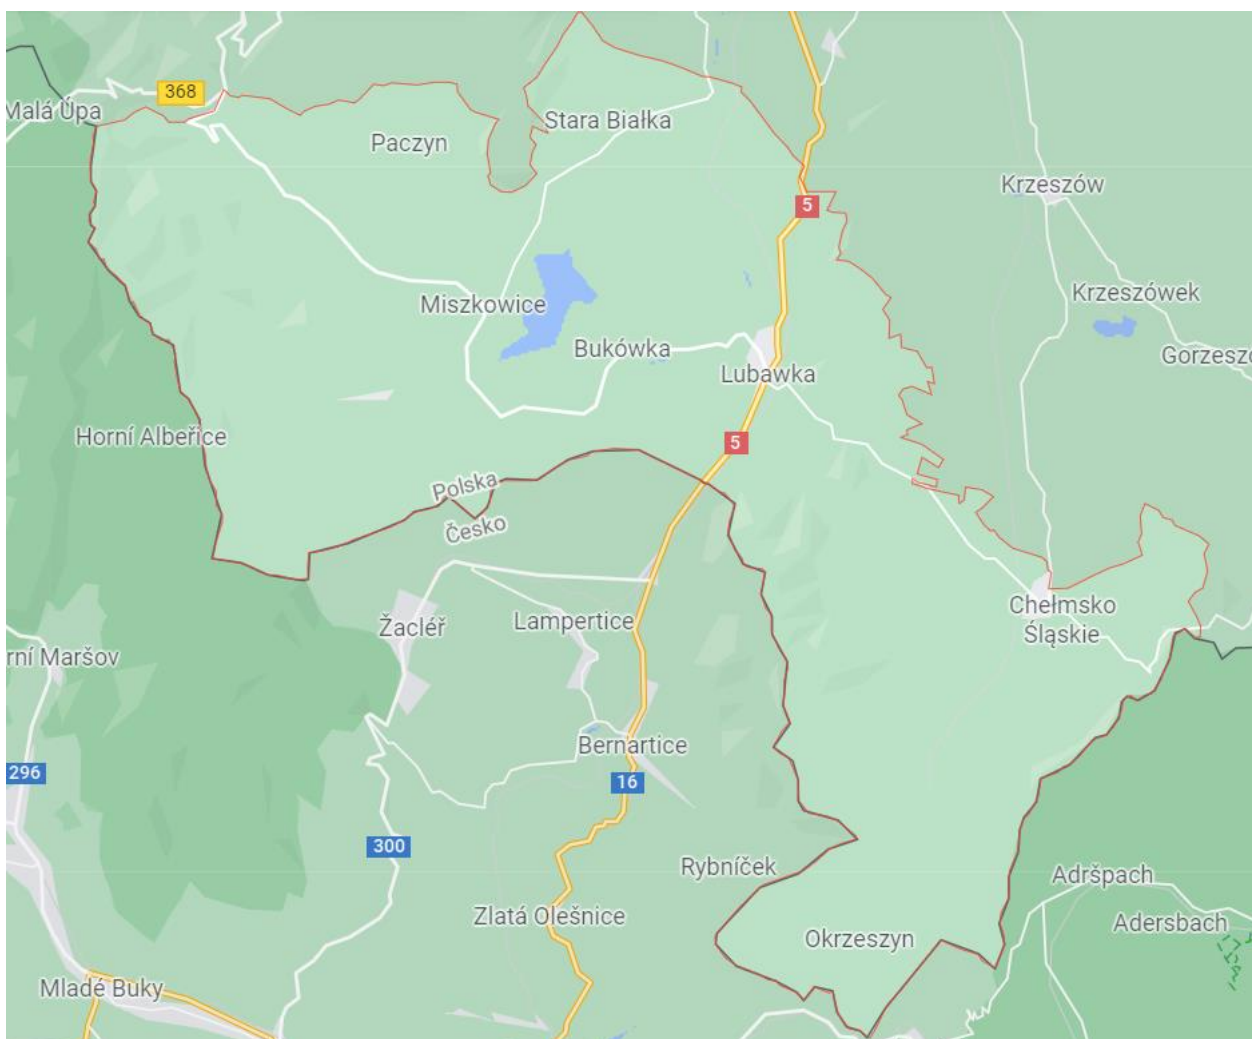 368
Malá Úpa
Stara Białka
Paczyn
Krzeszów
5
Krzeszówek
Miszkowice
Bukówka
Gorzeszo
Lubawka
Horní Albeřice
5
Polska
Česko
Chełmsko
Śląskie
Lampertice
Žacléř
rní Maršov
Bernartice
296
16
300
Rybníček
Adršpach
Zlatá Olešnice
Adersbach
Okrzeszyn
Mladé Buky